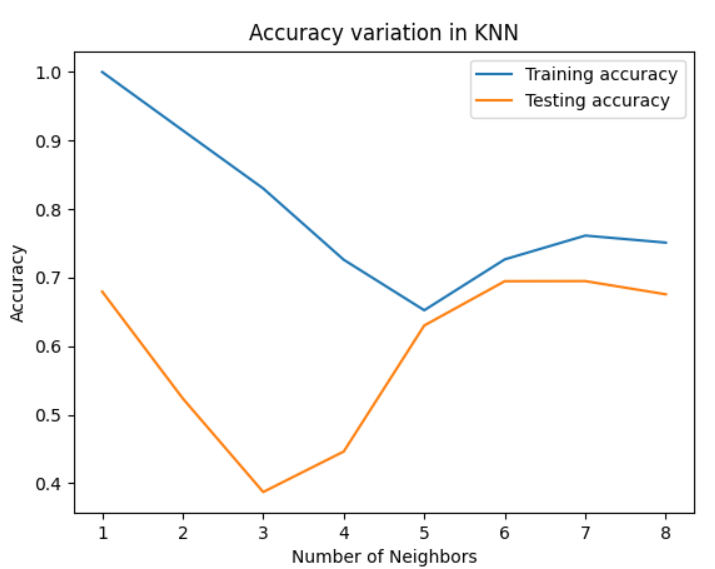 Accuracy variation in KNN
Training accuracy
Testing accuracy
1.0
0.9
0.8
0.7
0.6
0.5
0.4
Accuracy
1 2 3 4 5 6 7 8
Number of Neighbors